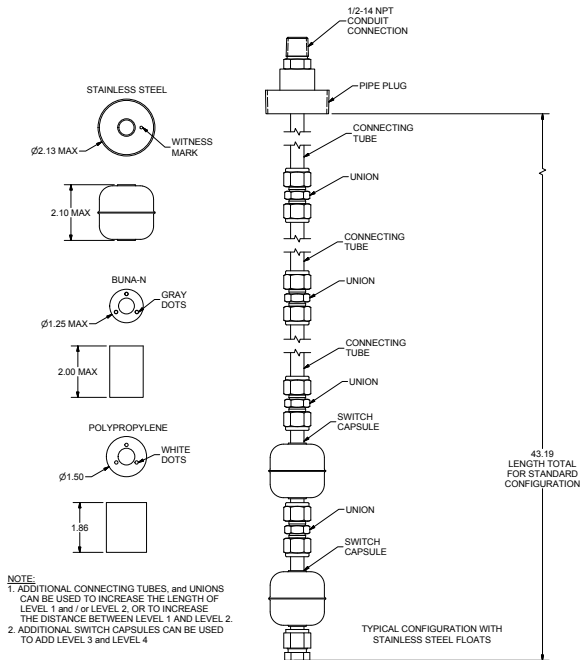 1/2-14 NPT
CONDUIT
CONNECTION
PIPE PLUG
STAINLESS STEEL
WITNESS
MARK
Ø2.13 MAX
2.10 MAX
BUNA-N
GRAY
DOTS
Ø1.25 MAX
2.00 MAX
POLYPROPYLENE
WHITE
DOTS
Ø1.50
1.86
CONNECTING
TUBE
UNION
CONNECTING
TUBE
UNION
CONNECTING
TUBE
UNION
SWITCH
CAPSULE
UNION
SWITCH
CAPSULE
43.19
LENGTH TOTAL
FOR STANDARD
CONFIGURATION
TYPICAL CONFIGURATION WITH
STAINLESS STEEL FLOATS
NOTE:
1. ADDITIONAL CONNECTING TUBES, and UNIONS
CAN BE USED TO INCREASE THE LENGTH OF
LEVEL 1 and / or LEVEL 2, OR TO INCREASE
THE DISTANCE BETWEEN LEVEL 1 AND LEVEL 2.
2. ADDITIONAL SWITCH CAPSULES CAN BE USED
TO ADD LEVEL 3 and LEVEL 4